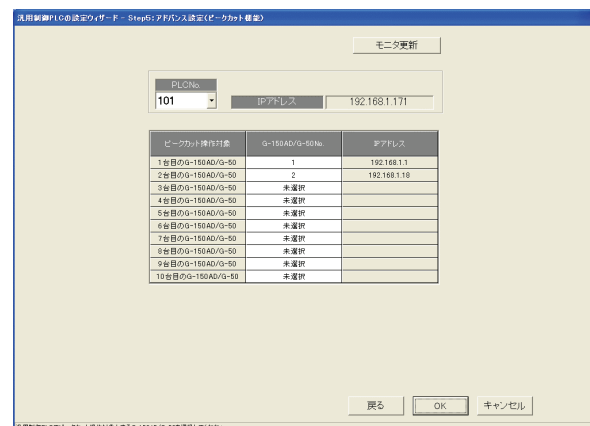 汎用制御PLCの設定ウィザード - Step5:アドバンス設定(ピークカット機能)
モニタ更新
PLCNo.
101
IPアドレス 192.168.1.171
ピークカット操作対象 G-150AD/G-50No. IPアドレス
1台目のG-150AD/G-50 1 192.168.1.1
2台目のG-150AD/G-50 2 192.168.1.18
3台目のG-150AD/G-50 未選択
4台目のG-150AD/G-50 未選択
5台目のG-150AD/G-50 未選択
6台目のG-150AD/G-50 未選択
7台目のG-150AD/G-50 未選択
8台目のG-150AD/G-50 未選択
9台目のG-150AD/G-50 未選択
10台目のG-150AD/G-50 未選択
戻る OK キャンセル